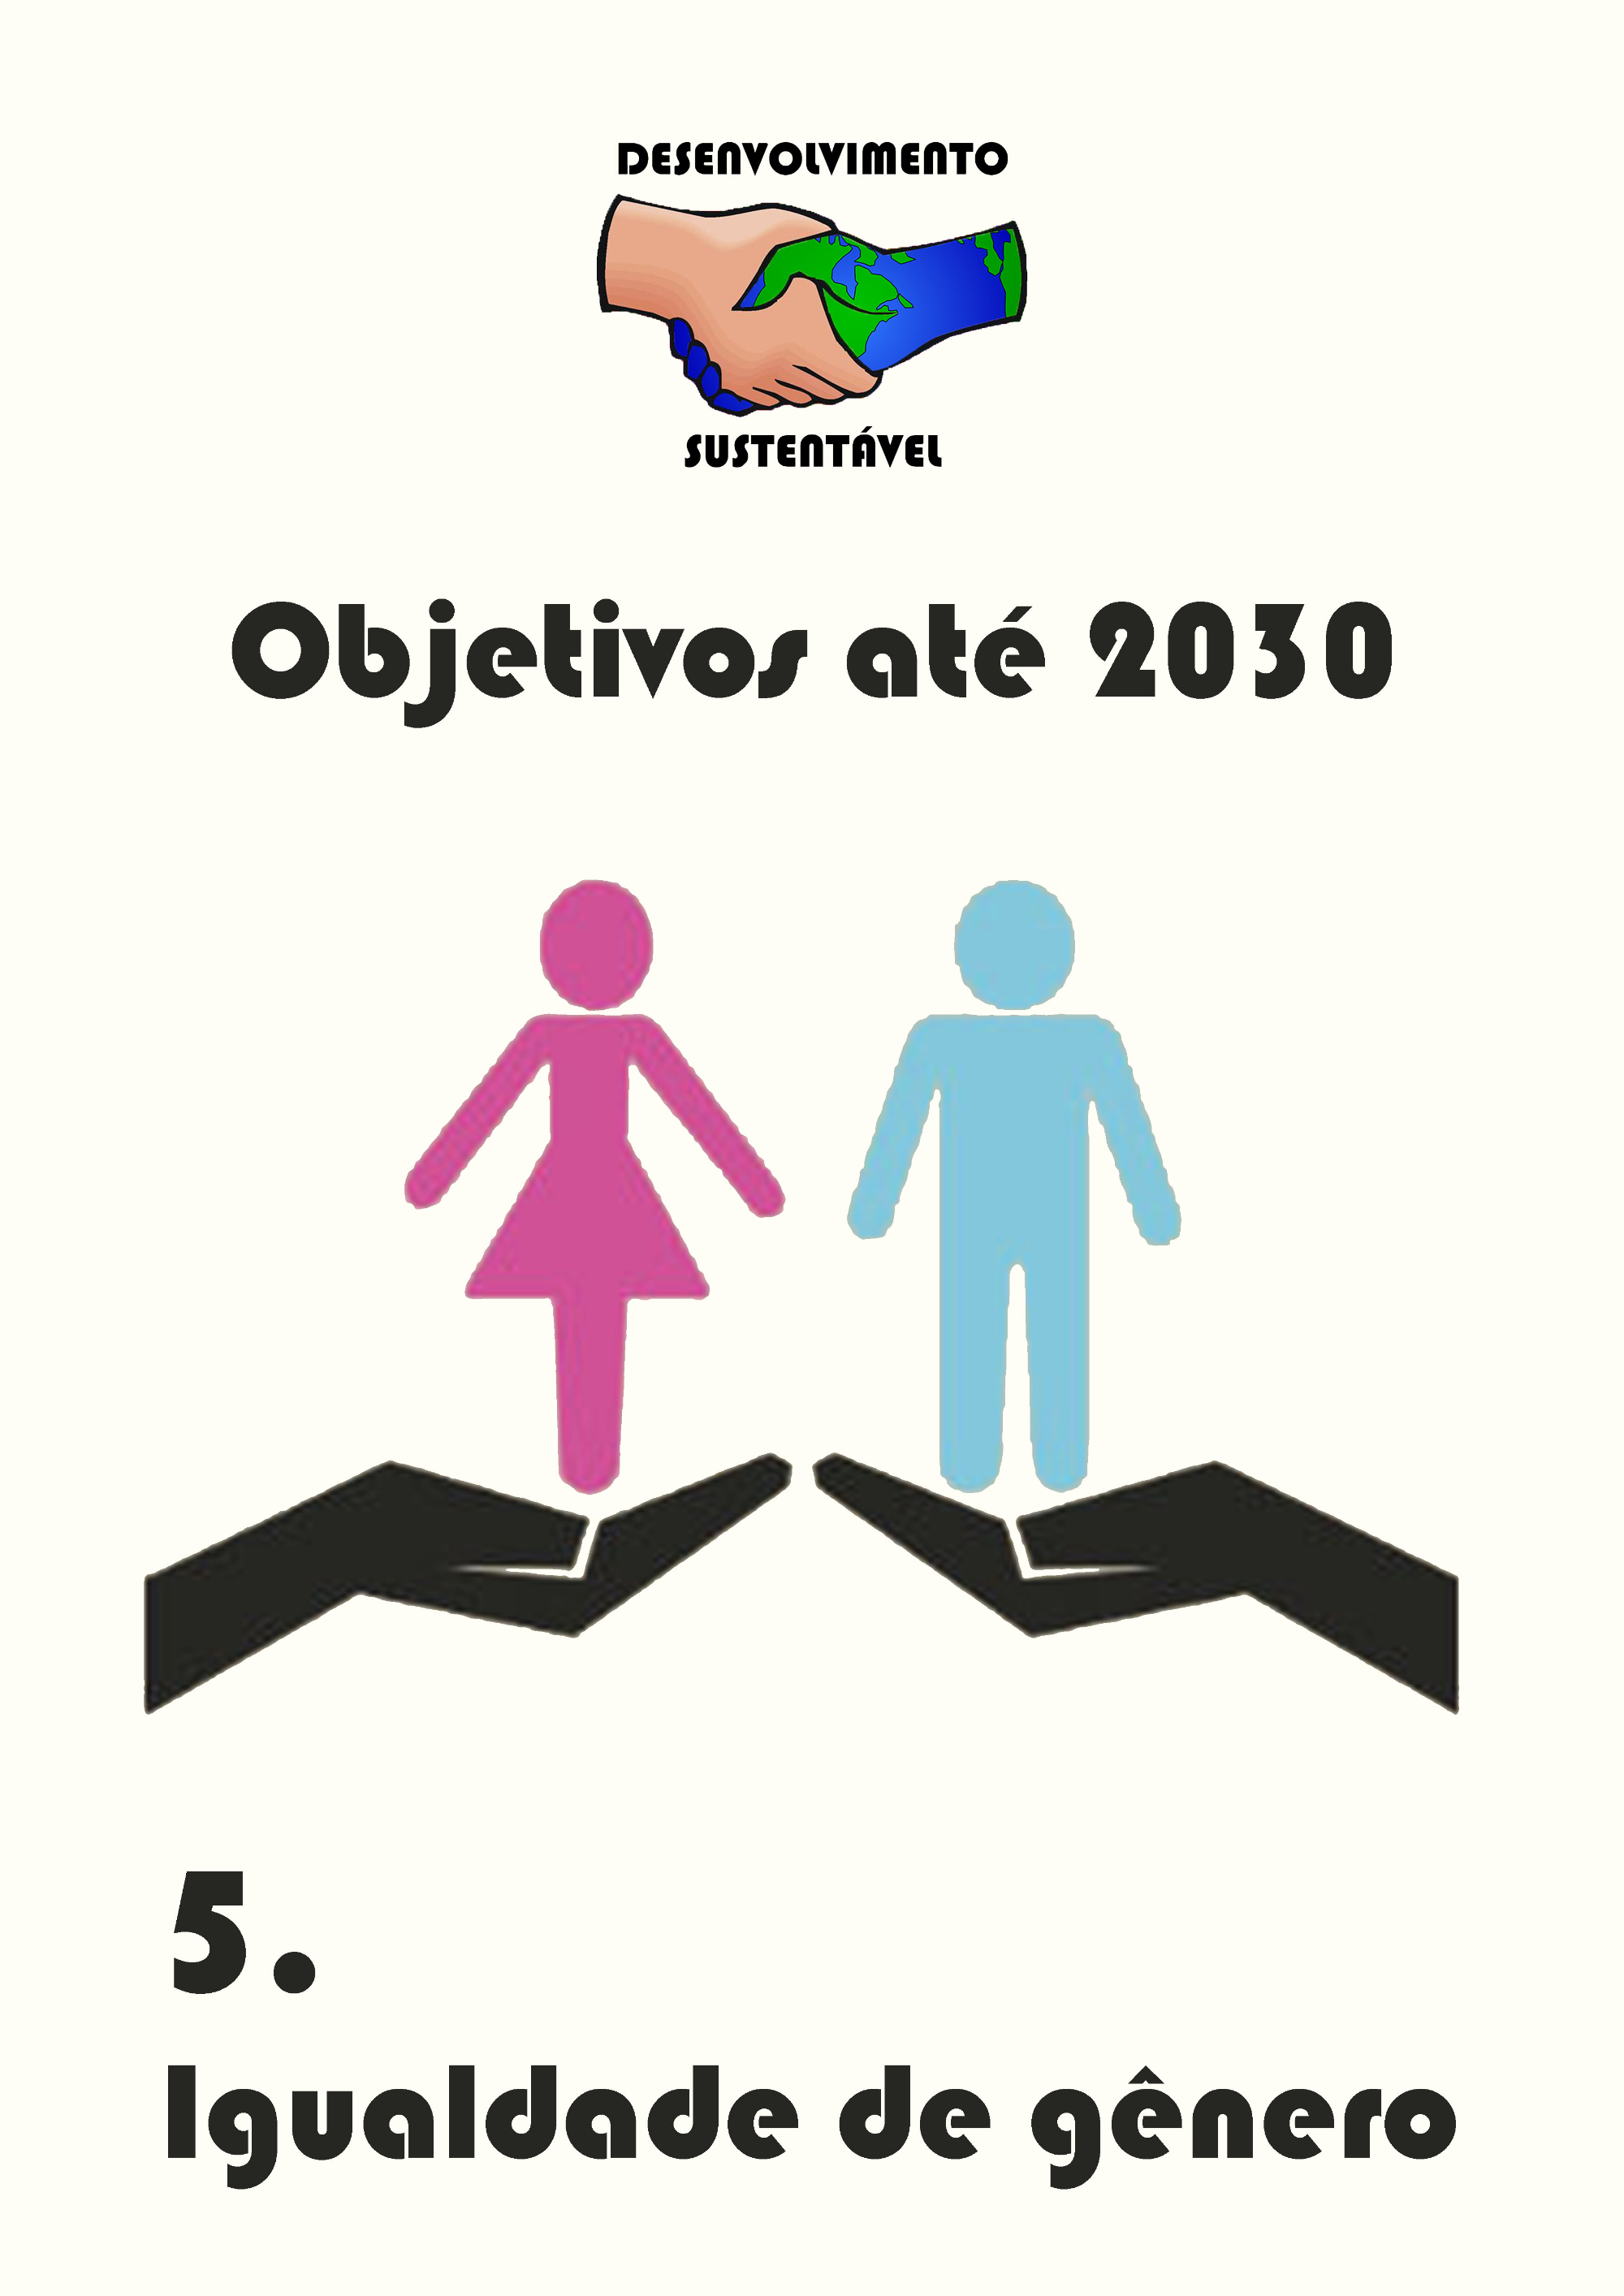 DESENVOLVIMENTO
SUSTENTÁVEL
Objetivos até 2030
5.
Igualdade de gênero